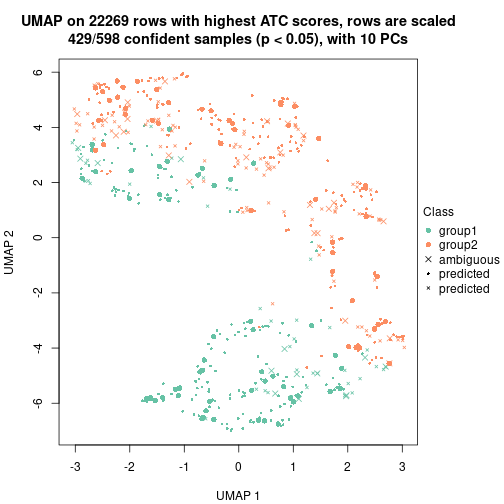 UMAP on 22269 rows with highest ATC scores, rows are scaled
429/598 confident samples (p < 0.05), with 10 PCs
6
4
2
0
-2
-4
-6
UMAP 2
-3
-2
-1
0
1
2
3
UMAP 1
Class
group1
group2
ambiguous
predicted
predicted